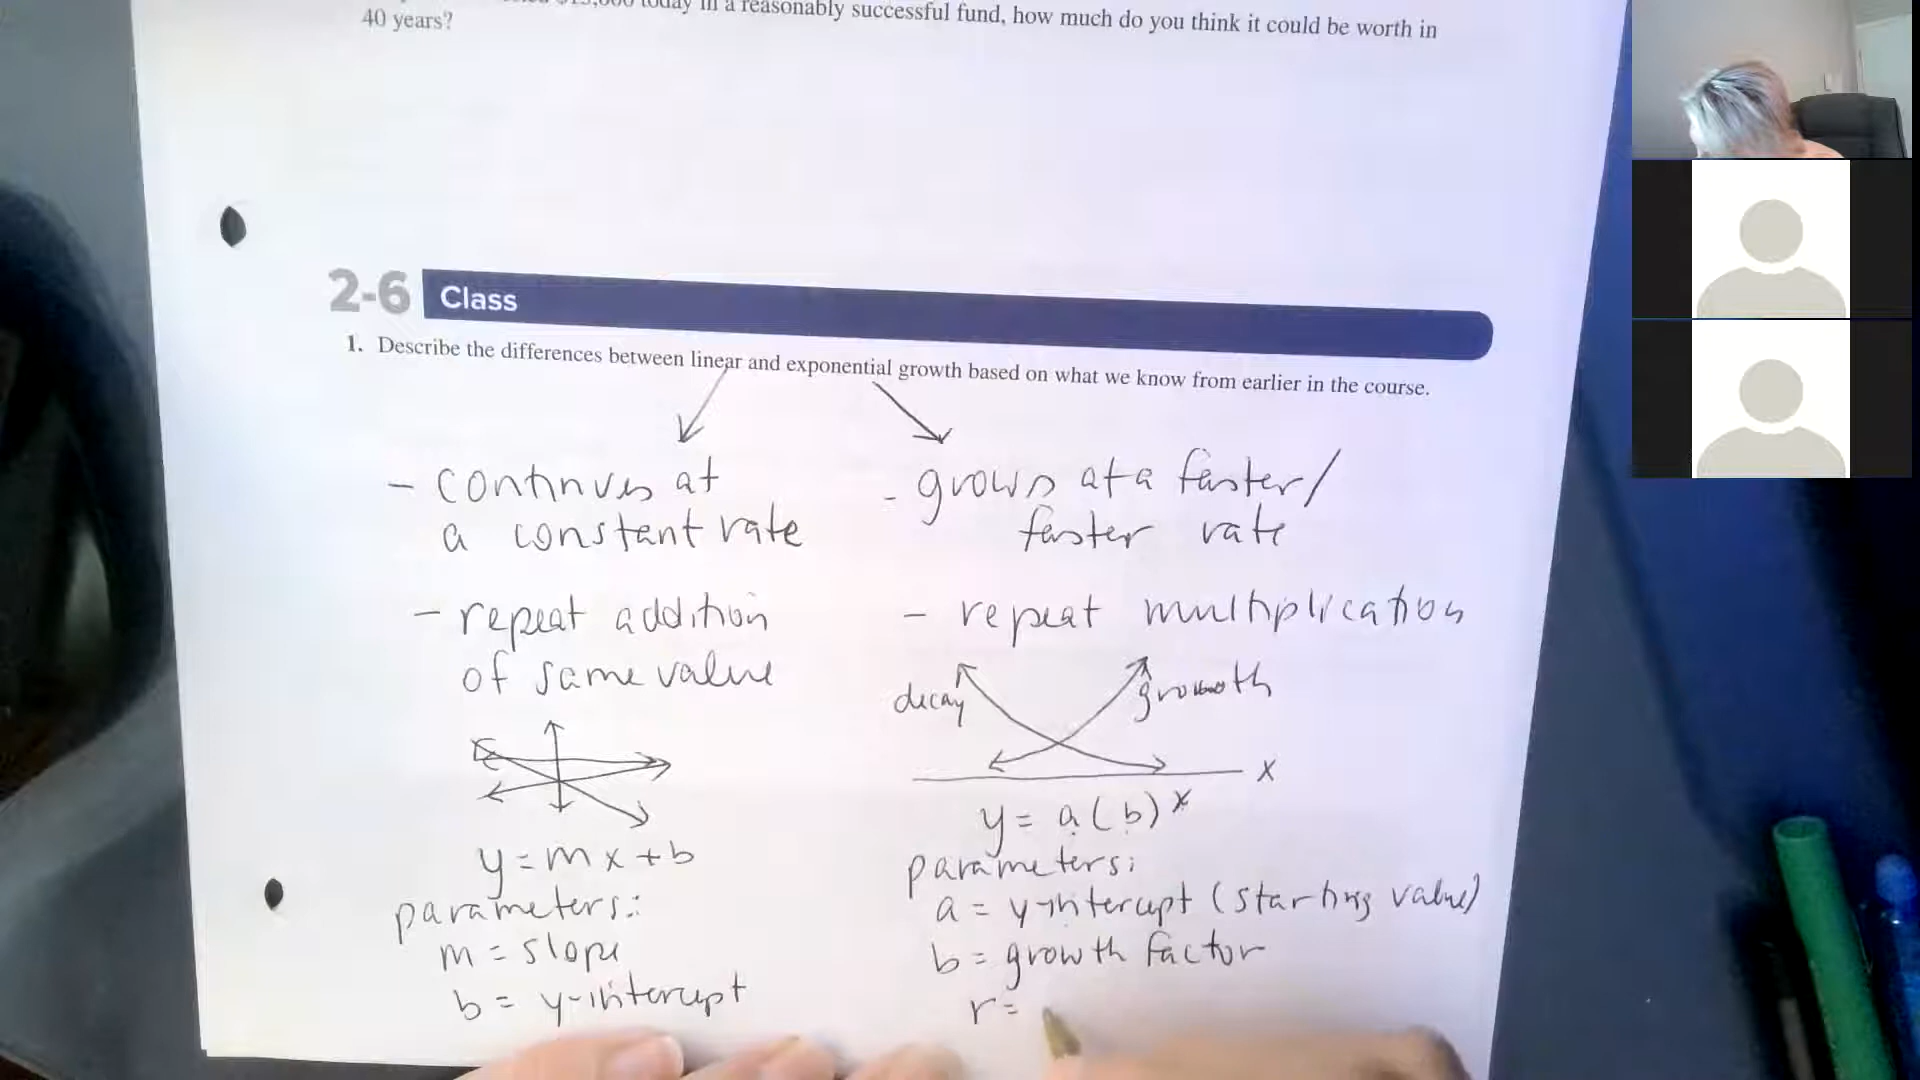 today in a reasonably successful fund, how much do you think it could be worth in
40 years?
2-6 Class
1. Describe the differences between linear and exponential growth based on what we know from earlier in the course.
- continues at
a constant rate
- repeat addition
of same value
y = mx + b
parameters:
m = slope
b = y-intercept
- grows at a faster/
faster rate
- repeat multiplication
decay
growth
x
y = a(b)^x
parameters:
a = y-intercept (starting value)
b = growth factor
r =